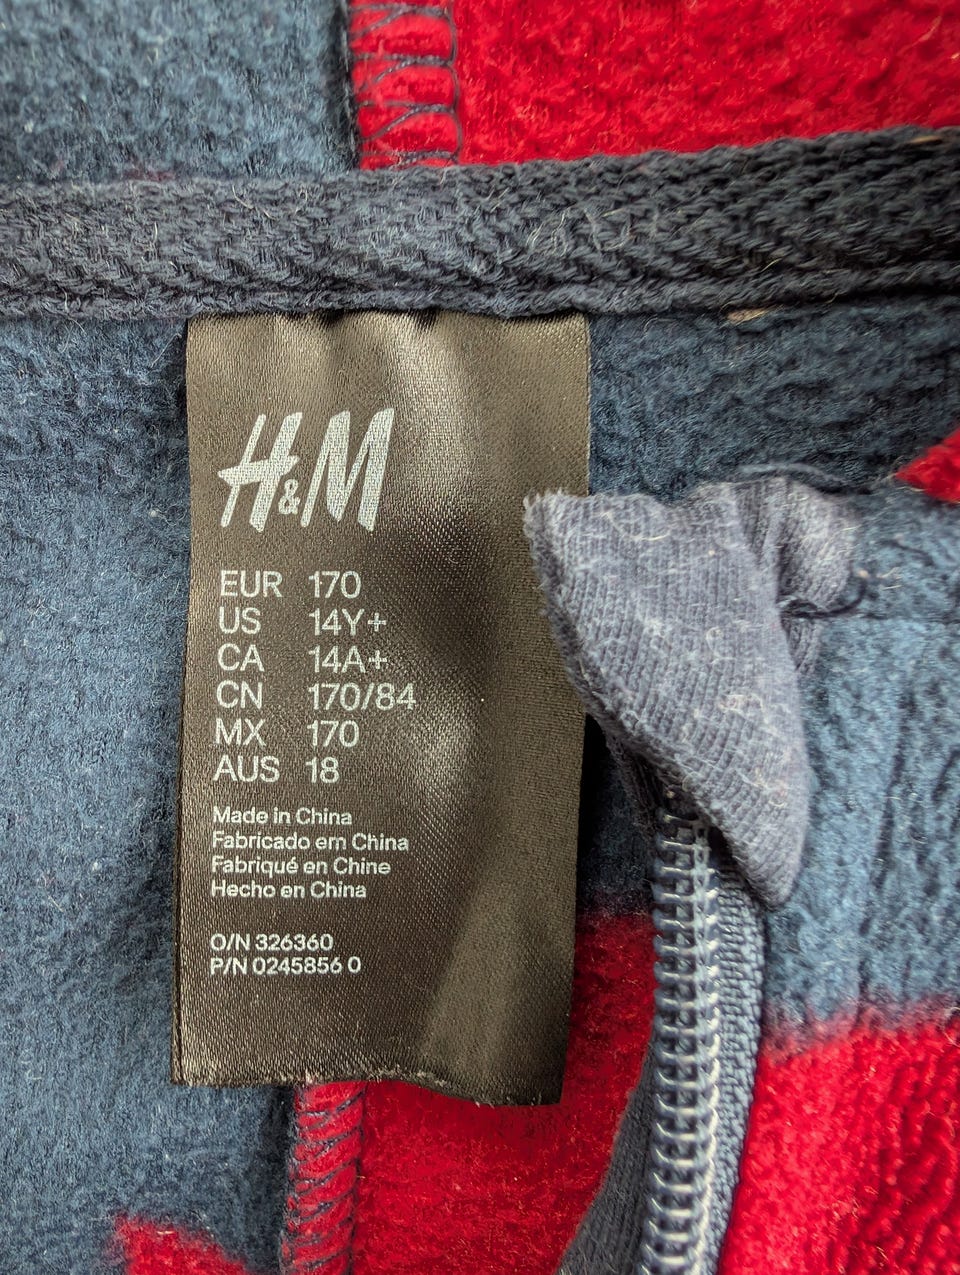 H&M
EUR 170
US 14Y+
CA 14A+
CN 170/84
MX 170
AUS 18
Made in China
Fabricado em China
Fabriqué en Chine
Hecho en China
O/N 326360
P/N 0245856 0